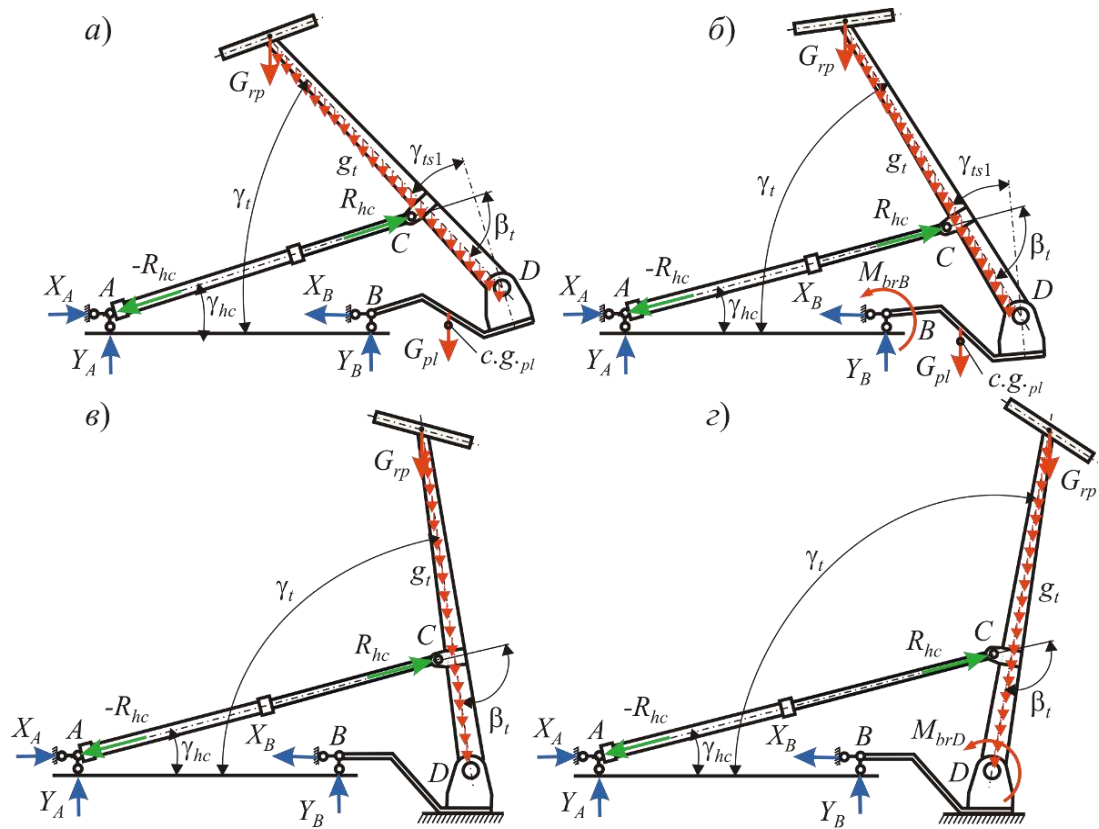 а)
G_rp
γ_ts1
g_t
γ_t
R_hc
C
β_t
D
A
-R_hc
X_A
γ_hc
X_B
B
Y_A
Y_B
G_pl
c.g._pl
б)
G_rp
γ_ts1
g_t
γ_t
R_hc
C
β_t
D
A
-R_hc
X_A
γ_hc
X_B
M_brB
B
Y_A
Y_B
G_pl
c.g._pl
в)
G_rp
g_t
γ_t
C
R_hc
β_t
A
-R_hc
X_A
γ_hc
X_B
B
D
Y_A
Y_B
г)
G_rp
γ_t
g_t
C
R_hc
β_t
A
-R_hc
X_A
γ_hc
X_B
B
M_brD
D
Y_A
Y_B